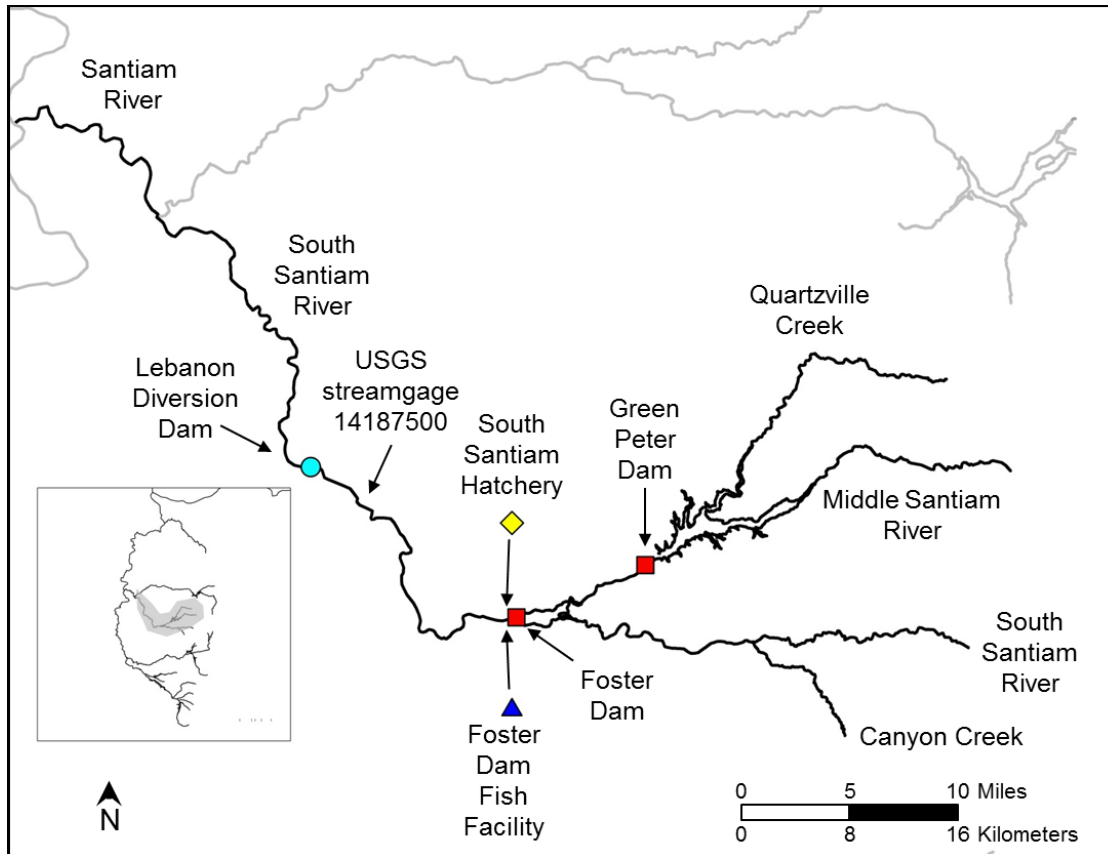 Santiam
River
South
Santiam
River
Quartzville
Creek
Lebanon
Diversion
Dam
USGS
streamgage
14187500
South
Santiam
Hatchery
Green
Peter
Dam
Middle Santiam
River
South
Santiam
River
Foster
Dam
Canyon Creek
Foster
Dam
Fish
Facility
N
0 5 10 Miles
0 8 16 Kilometers